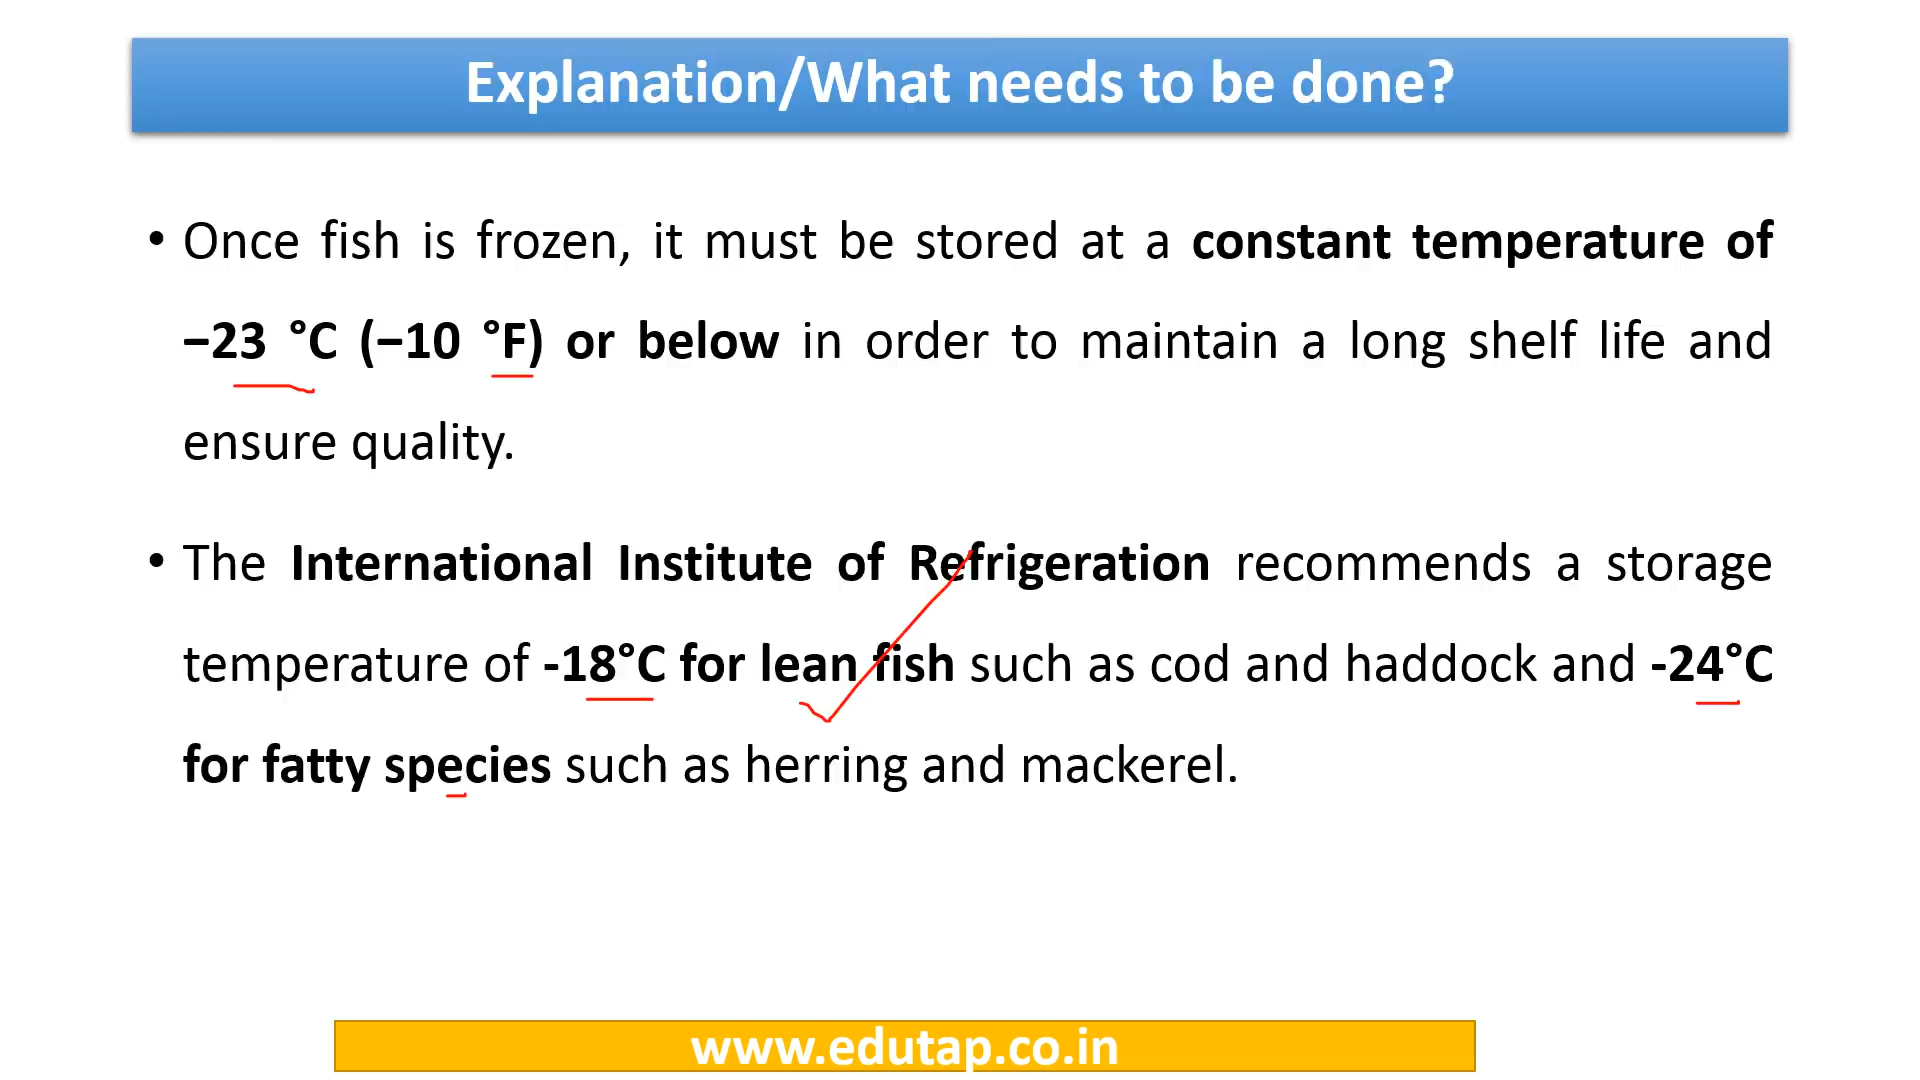 Explanation/What needs to be done?
• Once fish is frozen, it must be stored at a constant temperature of
−23 °C (−10 °F) or below in order to maintain a long shelf life and
ensure quality.
• The International Institute of Refrigeration recommends a storage
temperature of -18°C for lean fish such as cod and haddock and -24°C
for fatty species such as herring and mackerel.
www.edutap.co.in